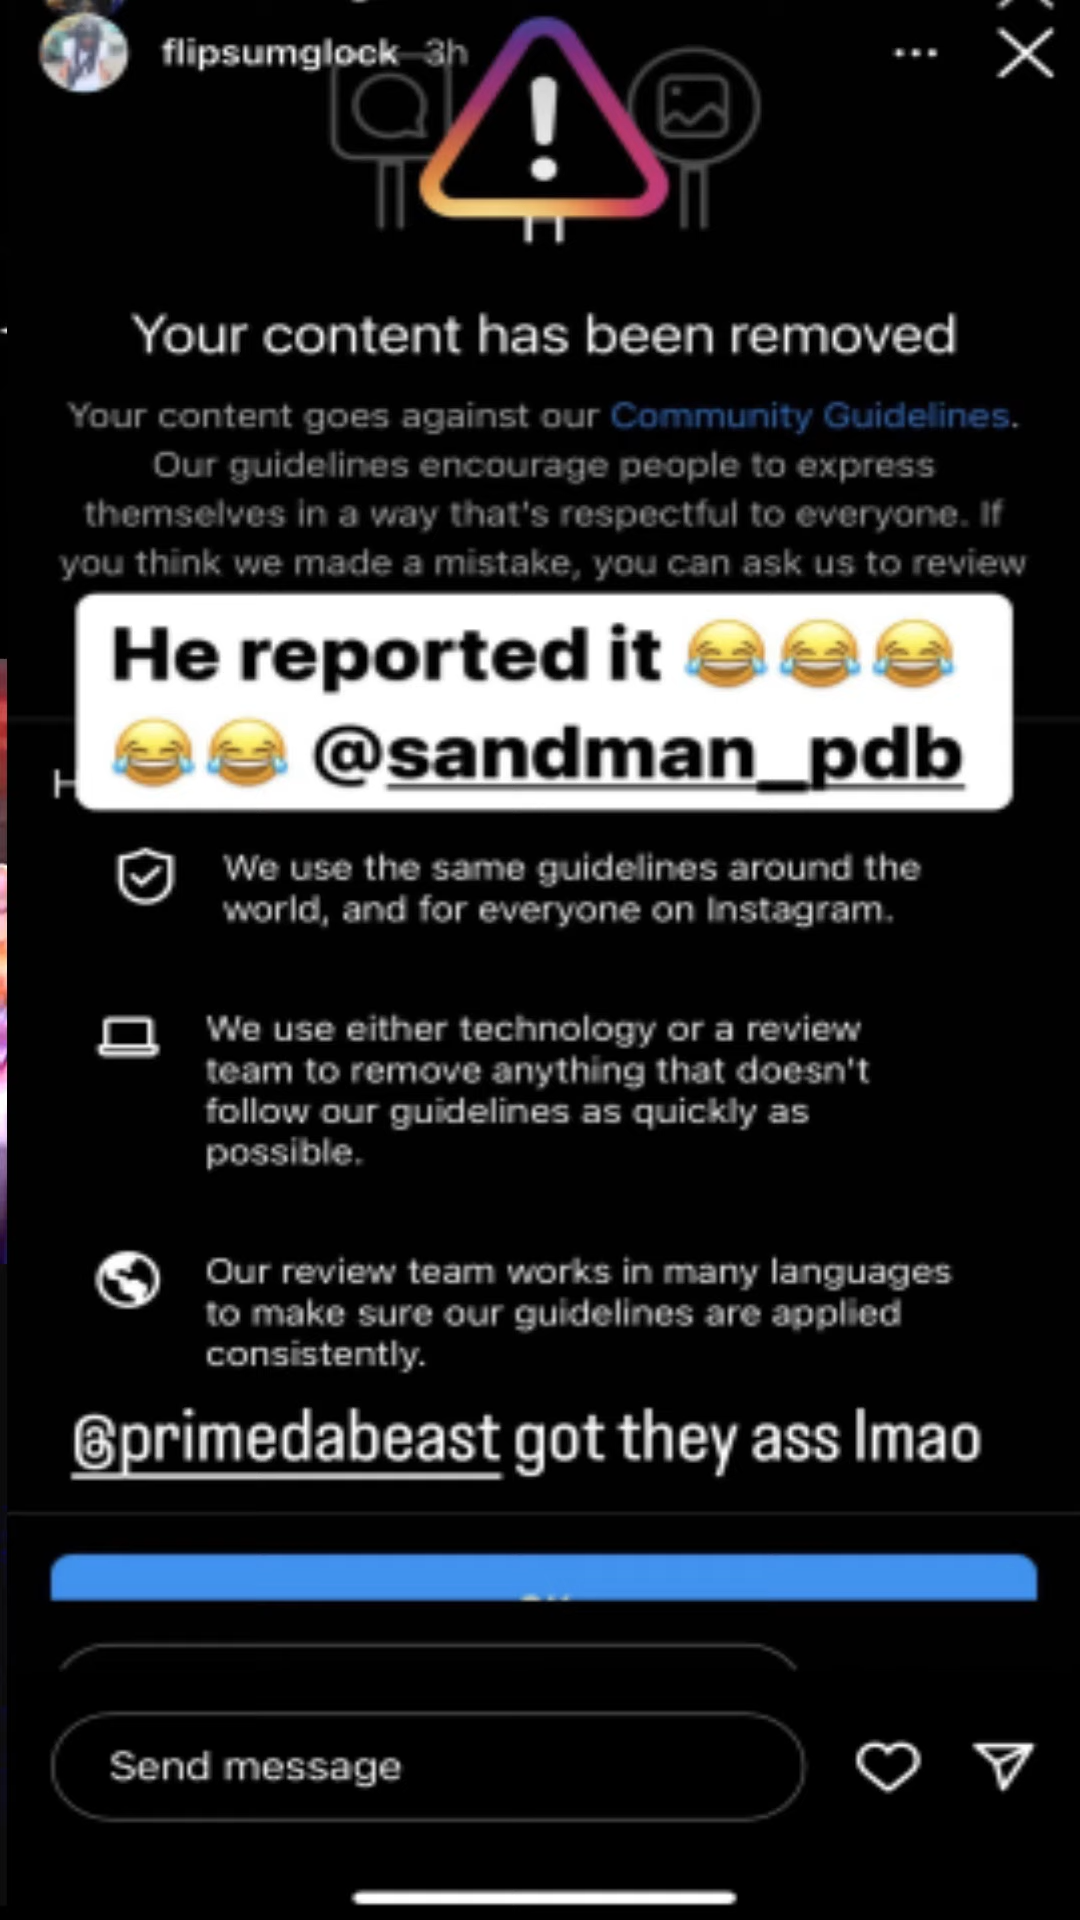 flipsumglock 3h
Your content has been removed
Your content goes against our Community Guidelines.
Our guidelines encourage people to express
themselves in a way that's respectful to everyone. If
you think we made a mistake, you can ask us to review
He reported it 😂😂😂
😂😂 @sandman_pdb
We use the same guidelines around the
world, and for everyone on Instagram.
We use either technology or a review
team to remove anything that doesn't
follow our guidelines as quickly as
possible.
Our review team works in many languages
to make sure our guidelines are applied
consistently.
@primedabeast got they ass lmao
Send message